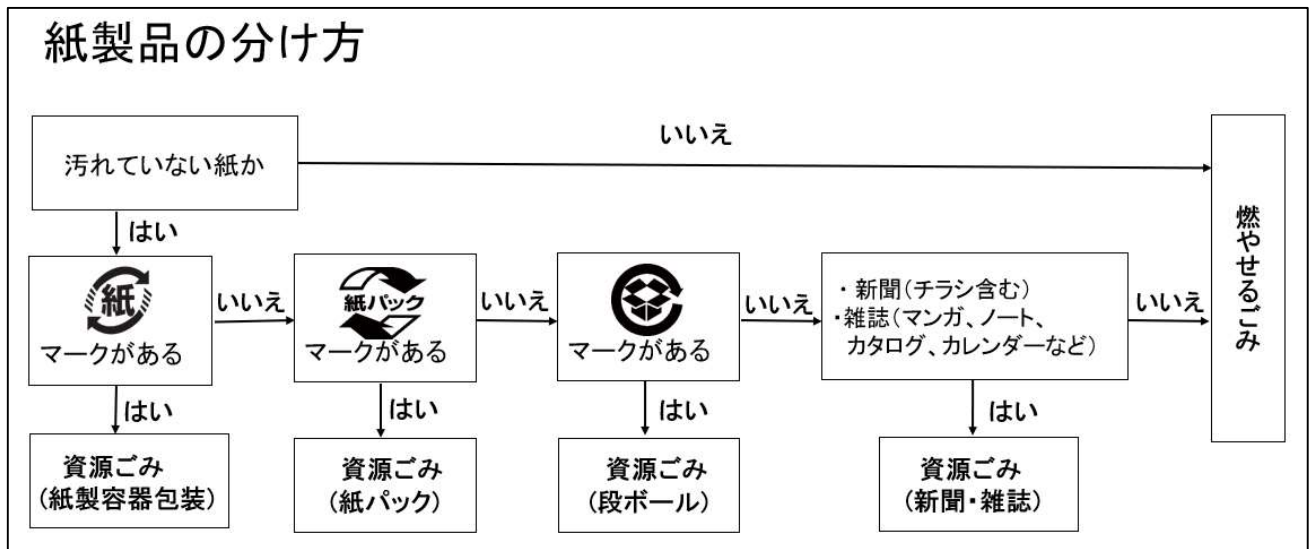 紙製品の分け方
汚れていない紙か
いいえ
はい
紙
マークがある
いいえ
紙パック
マークがある
いいえ
マークがある
いいえ
・新聞(チラシ含む)
・雑誌(マンガ、ノート、
カタログ、カレンダーなど)
いいえ
燃やせるごみ
はい
はい
はい
はい
資源ごみ
(紙製容器包装)
資源ごみ
(紙パック)
資源ごみ
(段ボール)
資源ごみ
(新聞・雑誌)